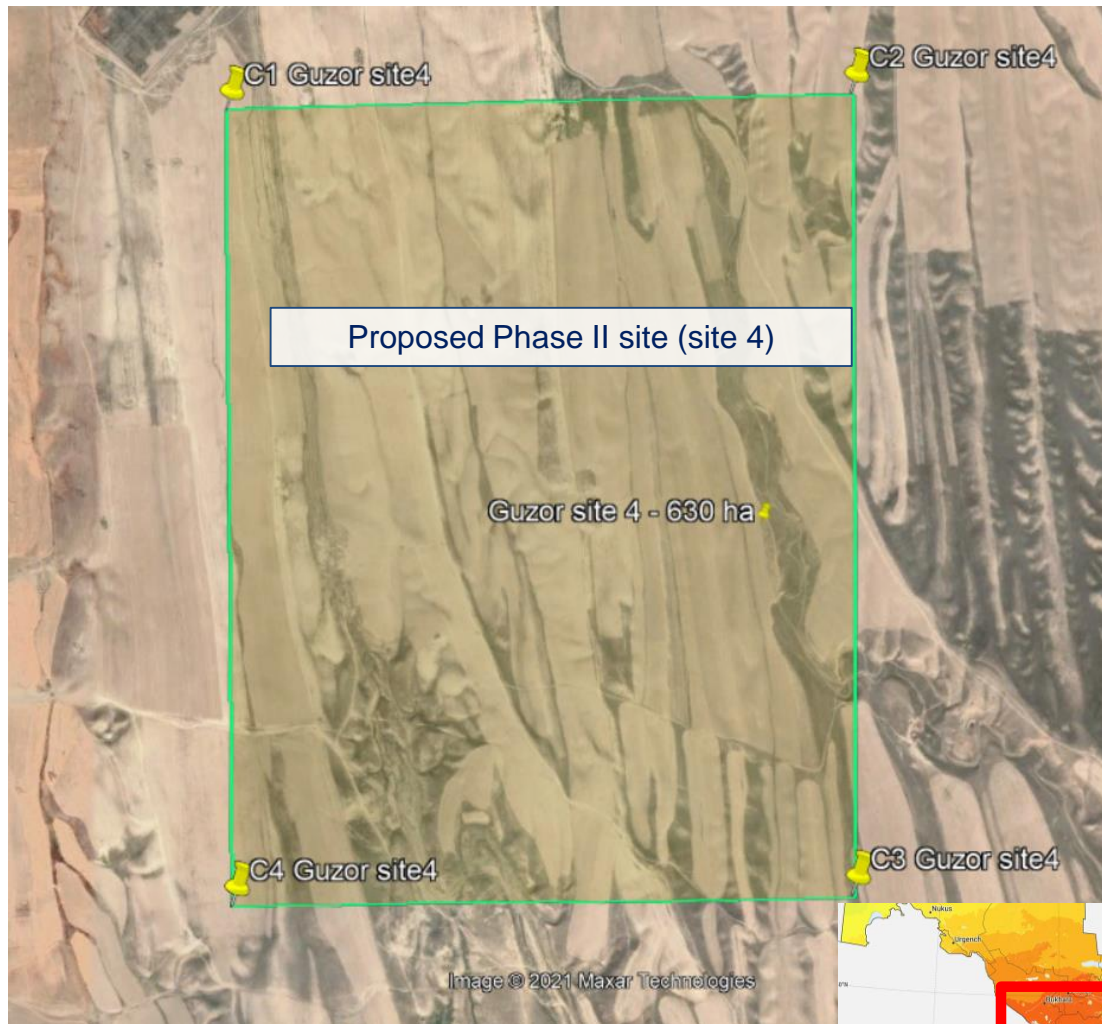 C1 Guzor site4
C2 Guzor site4
Proposed Phase II site (site 4)
Guzor site 4 - 630 ha
C4 Guzor site4
C3 Guzor site4
Image © 2021 Maxar Technologies
Nukus
Urgench
Bukhara